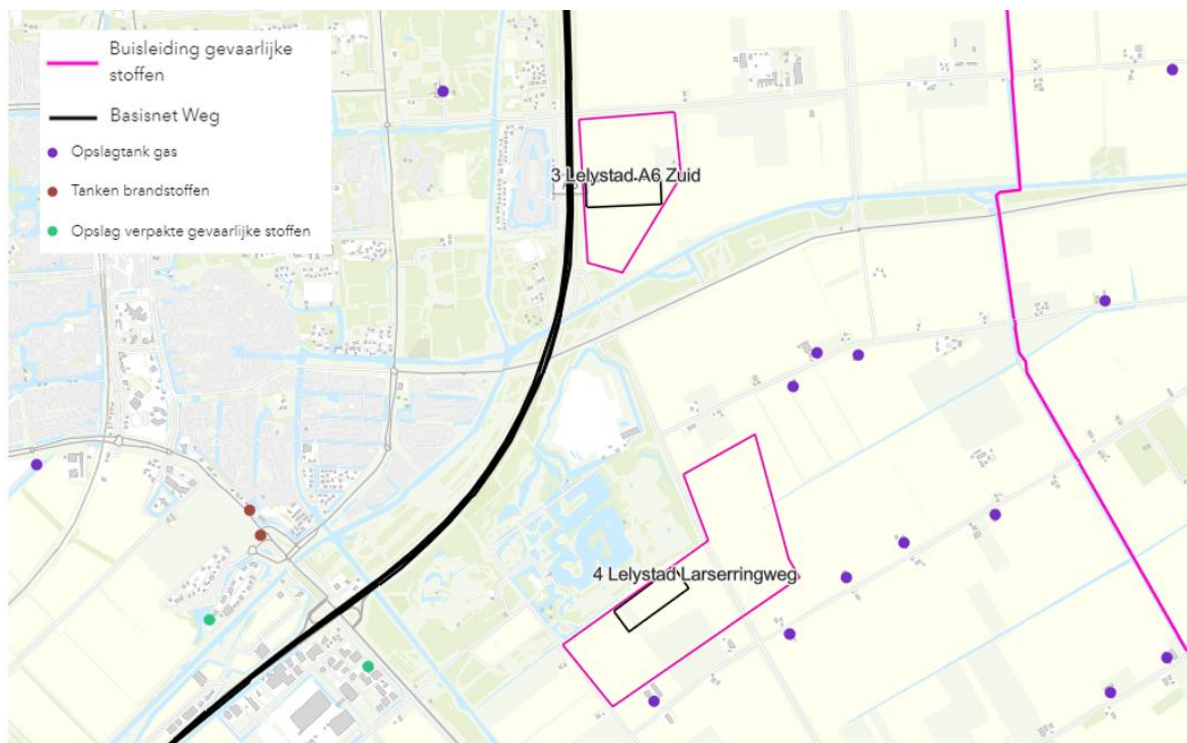 Buisleiding gevaarlijke
stoffen
Basisnet Weg
Opslagtank gas
Tanken brandstoffen
Opslag verpakte gevaarlijke stoffen
3 Lelystad A6 Zuid
4 Lelystad Larserringweg